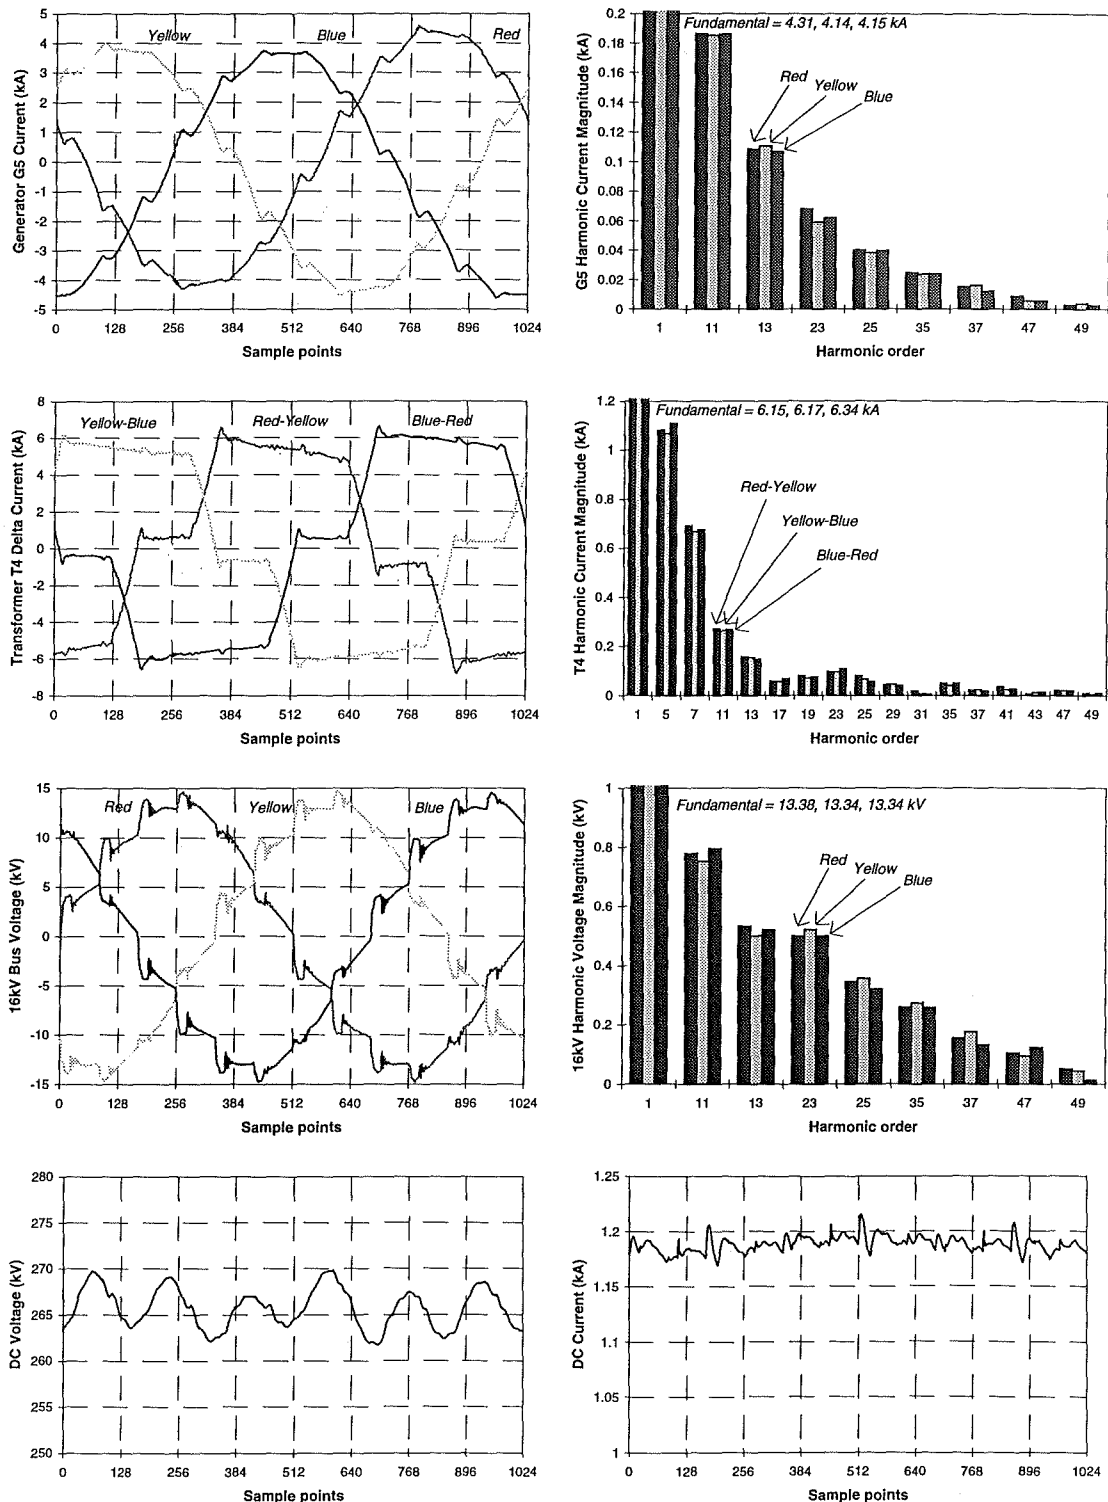 Generator G5 Current (kA)
5
4
3
2
1
0
-1
-2
-3
-4
-5
Yellow
Blue
Red
0 128 256 384 512 640 768 896 1024
Sample points
G5 Harmonic Current Magnitude (kA)
0.2
0.18
0.16
0.14
0.12
0.1
0.08
0.06
0.04
0.02
0
Fundamental = 4.31, 4.14, 4.15 kA
Red
Yellow
Blue
1 11 13 23 25 35 37 47 49
Harmonic order
Transformer T4 Delta Current (kA)
8
6
4
2
0
-2
-4
-6
-8
Yellow-Blue
Red-Yellow
Blue-Red
0 128 256 384 512 640 768 896 1024
Sample points
T4 Harmonic Current Magnitude (kA)
1.2
1
0.8
0.6
0.4
0.2
0
Fundamental = 6.15, 6.17, 6.34 kA
Red-Yellow
Yellow-Blue
Blue-Red
1 5 7 11 13 17 19 23 25 29 31 35 37 41 43 47 49
Harmonic order
16kV Bus Voltage (kV)
15
10
5
0
-5
-10
-15
Red
Yellow
Blue
0 128 256 384 512 640 768 896 1024
Sample points
16kV Harmonic Voltage Magnitude (kV)
1
0.8
0.6
0.4
0.2
0
Fundamental = 13.38, 13.34, 13.34 kV
Red
Yellow
Blue
1 11 13 23 25 35 37 47 49
Harmonic order
DC Voltage (kV)
280
275
270
265
260
255
250
0 128 256 384 512 640 768 896 1024
Sample points
DC Current (kA)
1.25
1.2
1.15
1.1
1.05
1
0 128 256 384 512 640 768 896 1024
Sample points